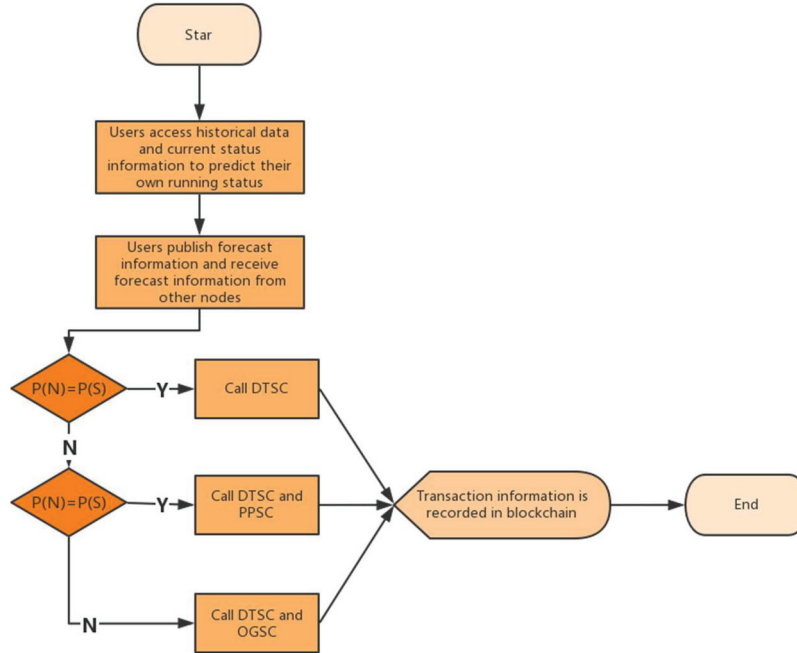 Star
Users access historical data
and current status
information to predict their
own running status
Users publish forecast
information and receive
forecast information from
other nodes
P(N)=P(S)
Y
Call DTSC
N
P(N)=P(S)
Y
Call DTSC and
PPSC
Transaction information is
recorded in blockchain
End
N
Call DTSC and
OGSC